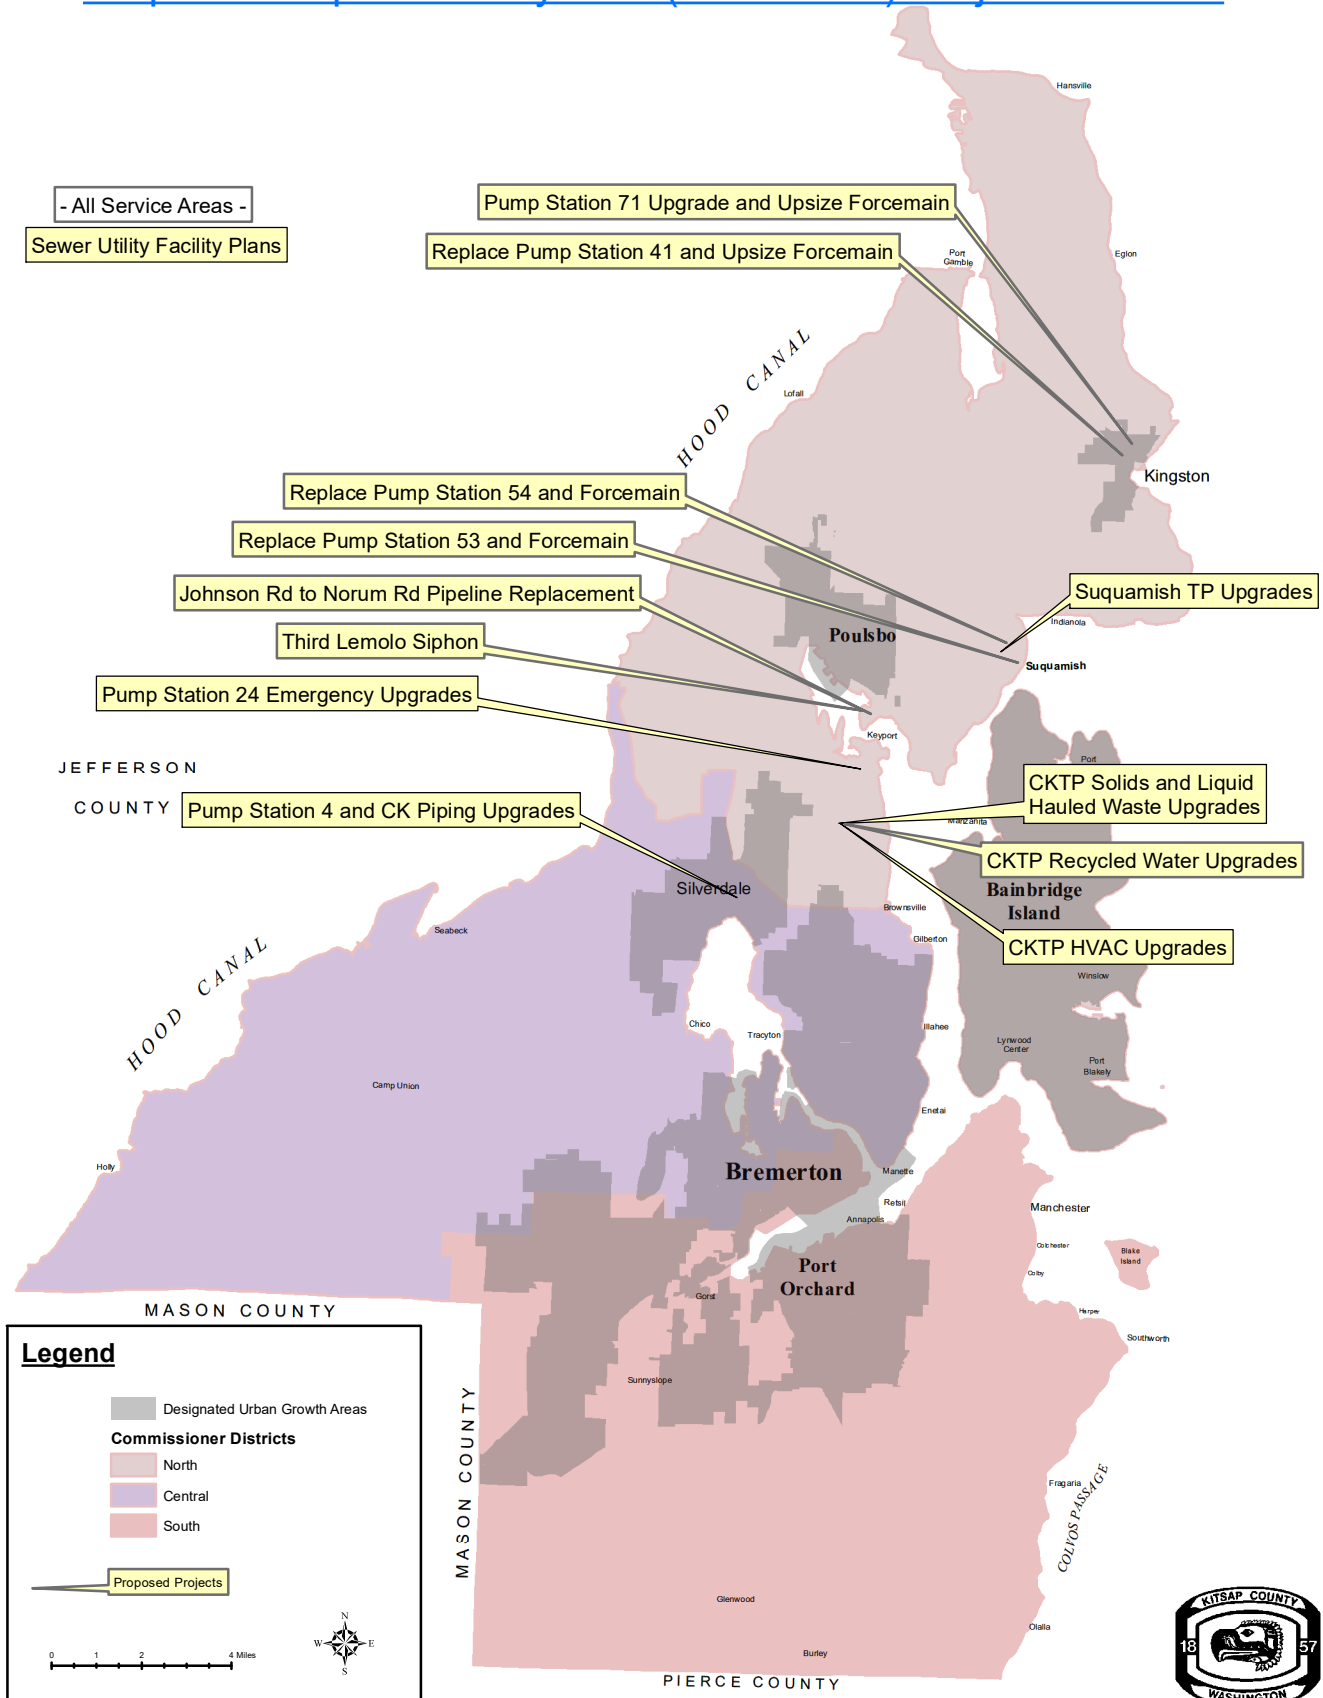 Hansville
- All Service Areas -
Sewer Utility Facility Plans
Pump Station 71 Upgrade and Upsize Forcemain
Replace Pump Station 41 and Upsize Forcemain
Port
Gamble
Eglon
HOOD CANAL
Lofall
Kingston
Replace Pump Station 54 and Forcemain
Replace Pump Station 53 and Forcemain
Johnson Rd to Norum Rd Pipeline Replacement
Third Lemolo Siphon
Pump Station 24 Emergency Upgrades
Suquamish TP Upgrades
Indianola
Poulsbo
Suquamish
Keyport
JEFFERSON
COUNTY
Pump Station 4 and CK Piping Upgrades
Port
CKTP Solids and Liquid
Hauled Waste Upgrades
Manzanita
CKTP Recycled Water Upgrades
Bainbridge
Island
Silverdale
Brownsville
Seabeck
Gilberton
CKTP HVAC Upgrades
HOOD CANAL
Winslow
Chico
Tracyton
Illahee
Lynwood
Center
Port
Blakely
Camp Union
Enetai
Holly
Bremerton
Manette
Retsil
Annapolis
Manchester
Colchester
Blake
Island
Colby
Port
Orchard
Gorst
Harper
Southworth
MASON COUNTY
Sunnyslope
Legend
Designated Urban Growth Areas
Commissioner Districts
North
Central
South
Proposed Projects
N
W E
S
0 1 2 4 Miles
MASON COUNTY
Fragaria
COLVOS PASSAGE
Glenwood
Olalla
Burley
PIERCE COUNTY
KITSAP COUNTY
18 57
WASHINGTON